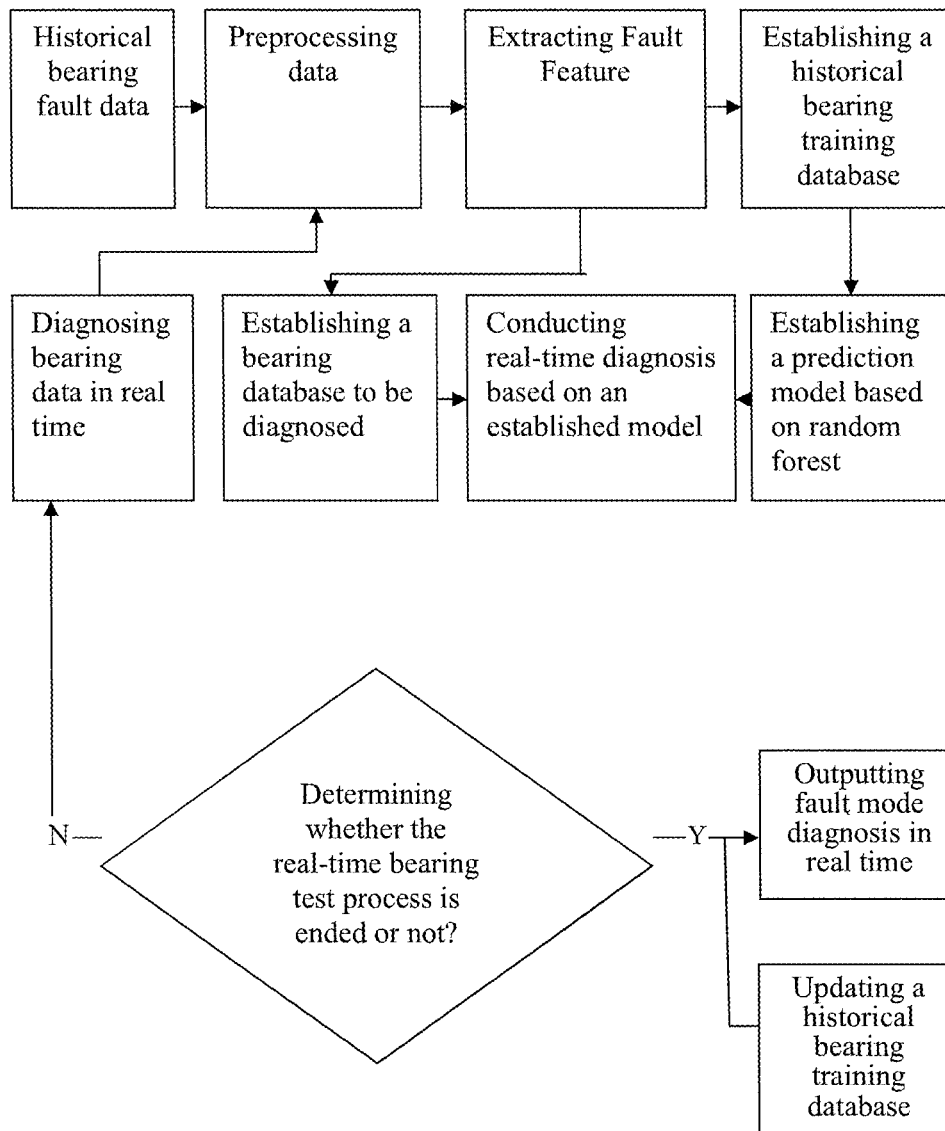 Historical
bearing
fault data
Preprocessing
data
Extracting Fault
Feature
Establishing a
historical
bearing
training
database
Diagnosing
bearing
data in real
time
Establishing a
bearing
database to be
diagnosed
Conducting
real-time diagnosis
based on an
established model
Establishing
a prediction
model based
on random
forest
Determining
whether the
real-time bearing
test process is
ended or not?
N
Y
Outputting
fault mode
diagnosis in
real time
Updating a
historical
bearing
training
database